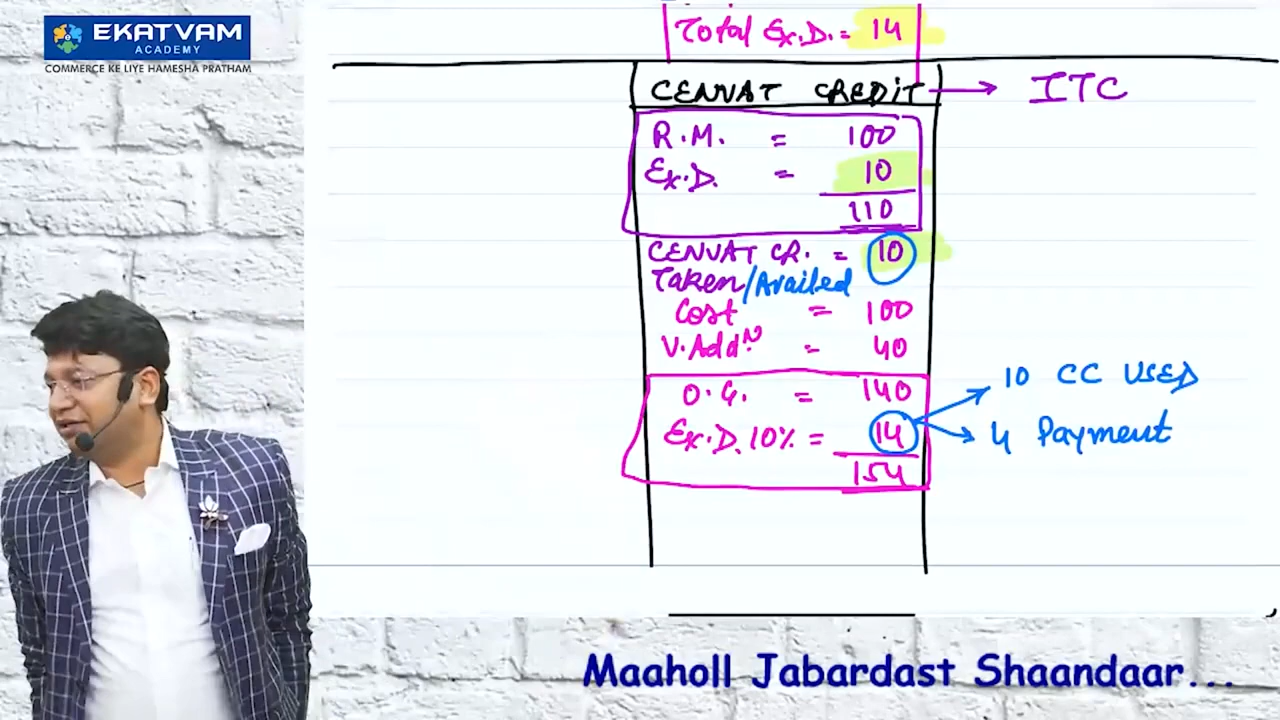 EKATVAM
ACADEMY
COMMERCE KE LIYE HAMESHA PRATHAM
Total Ex.D. = 14
CENVAT CREDIT → ITC
R.M. = 100
Ex.D. = 10
110
CENVAT CR. = 10
Taken/Availed
Cost = 100
V.Addn. = 40
O.G. = 140
Ex.D. 10% = 14
154
10 CC USED
4 Payment
Maaholl Jabardast Shaandaar...